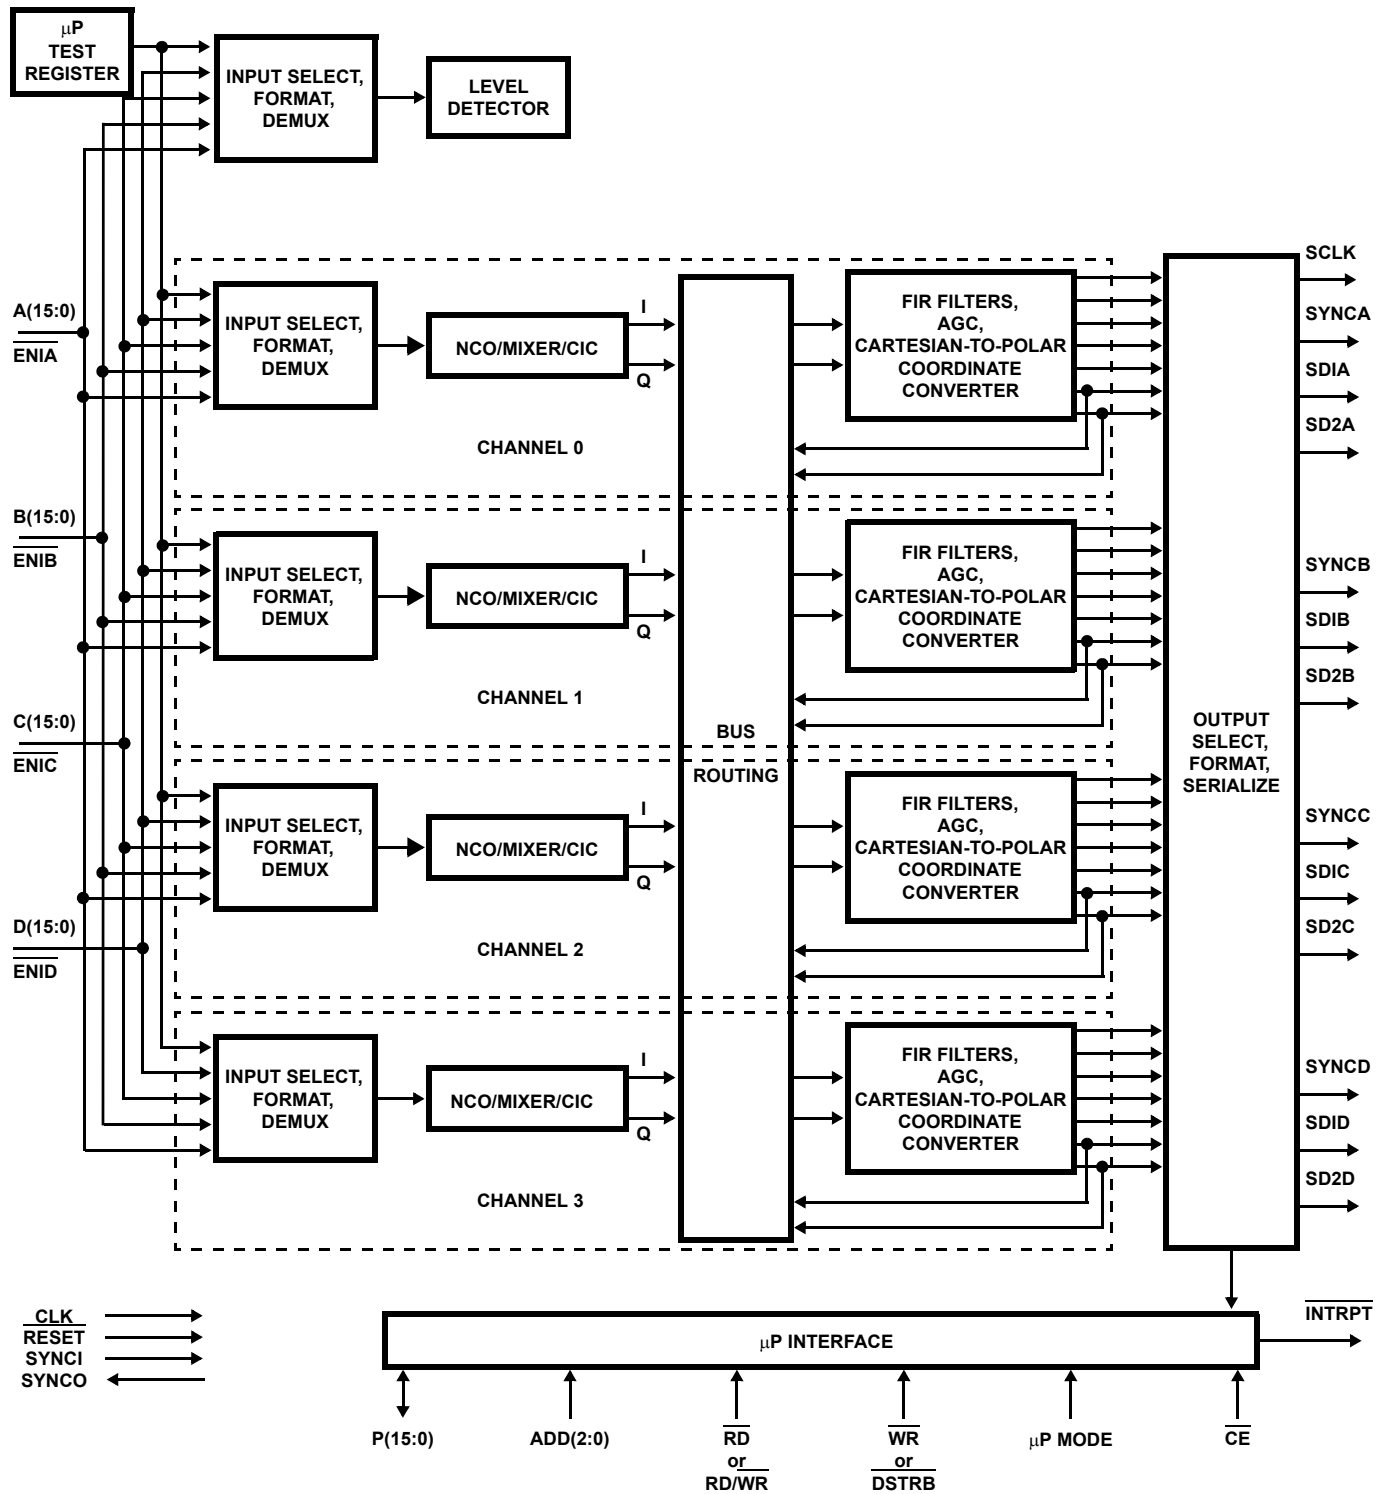 μP
TEST
REGISTER
INPUT SELECT,
FORMAT,
DEMUX
LEVEL
DETECTOR
A(15:0)
ENIA
INPUT SELECT,
FORMAT,
DEMUX
NCO/MIXER/CIC
I
Q
FIR FILTERS,
AGC,
CARTESIAN-TO-POLAR
COORDINATE
CONVERTER
CHANNEL 0
SCLK
SYNCA
SDIA
SD2A
B(15:0)
ENIB
INPUT SELECT,
FORMAT,
DEMUX
NCO/MIXER/CIC
I
Q
FIR FILTERS,
AGC,
CARTESIAN-TO-POLAR
COORDINATE
CONVERTER
CHANNEL 1
SYNCB
SDIB
SD2B
BUS
ROUTING
OUTPUT
SELECT,
FORMAT,
SERIALIZE
C(15:0)
ENIC
INPUT SELECT,
FORMAT,
DEMUX
NCO/MIXER/CIC
I
Q
FIR FILTERS,
AGC,
CARTESIAN-TO-POLAR
COORDINATE
CONVERTER
CHANNEL 2
SYNCC
SDIC
SD2C
D(15:0)
ENID
INPUT SELECT,
FORMAT,
DEMUX
NCO/MIXER/CIC
I
Q
FIR FILTERS,
AGC,
CARTESIAN-TO-POLAR
COORDINATE
CONVERTER
CHANNEL 3
SYNCD
SDID
SD2D
CLK
RESET
SYNCI
SYNCO
μP INTERFACE
INTRPT
P(15:0)
ADD(2:0)
RD
or
RD/WR
WR
or
DSTRB
μP MODE
CE